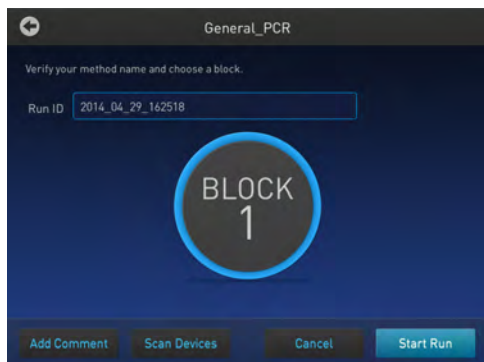 General_PCR
Verify your method name and choose a block.
Run ID 2014_04_29_162518
BLOCK
1
Add Comment Scan Devices Cancel Start Run